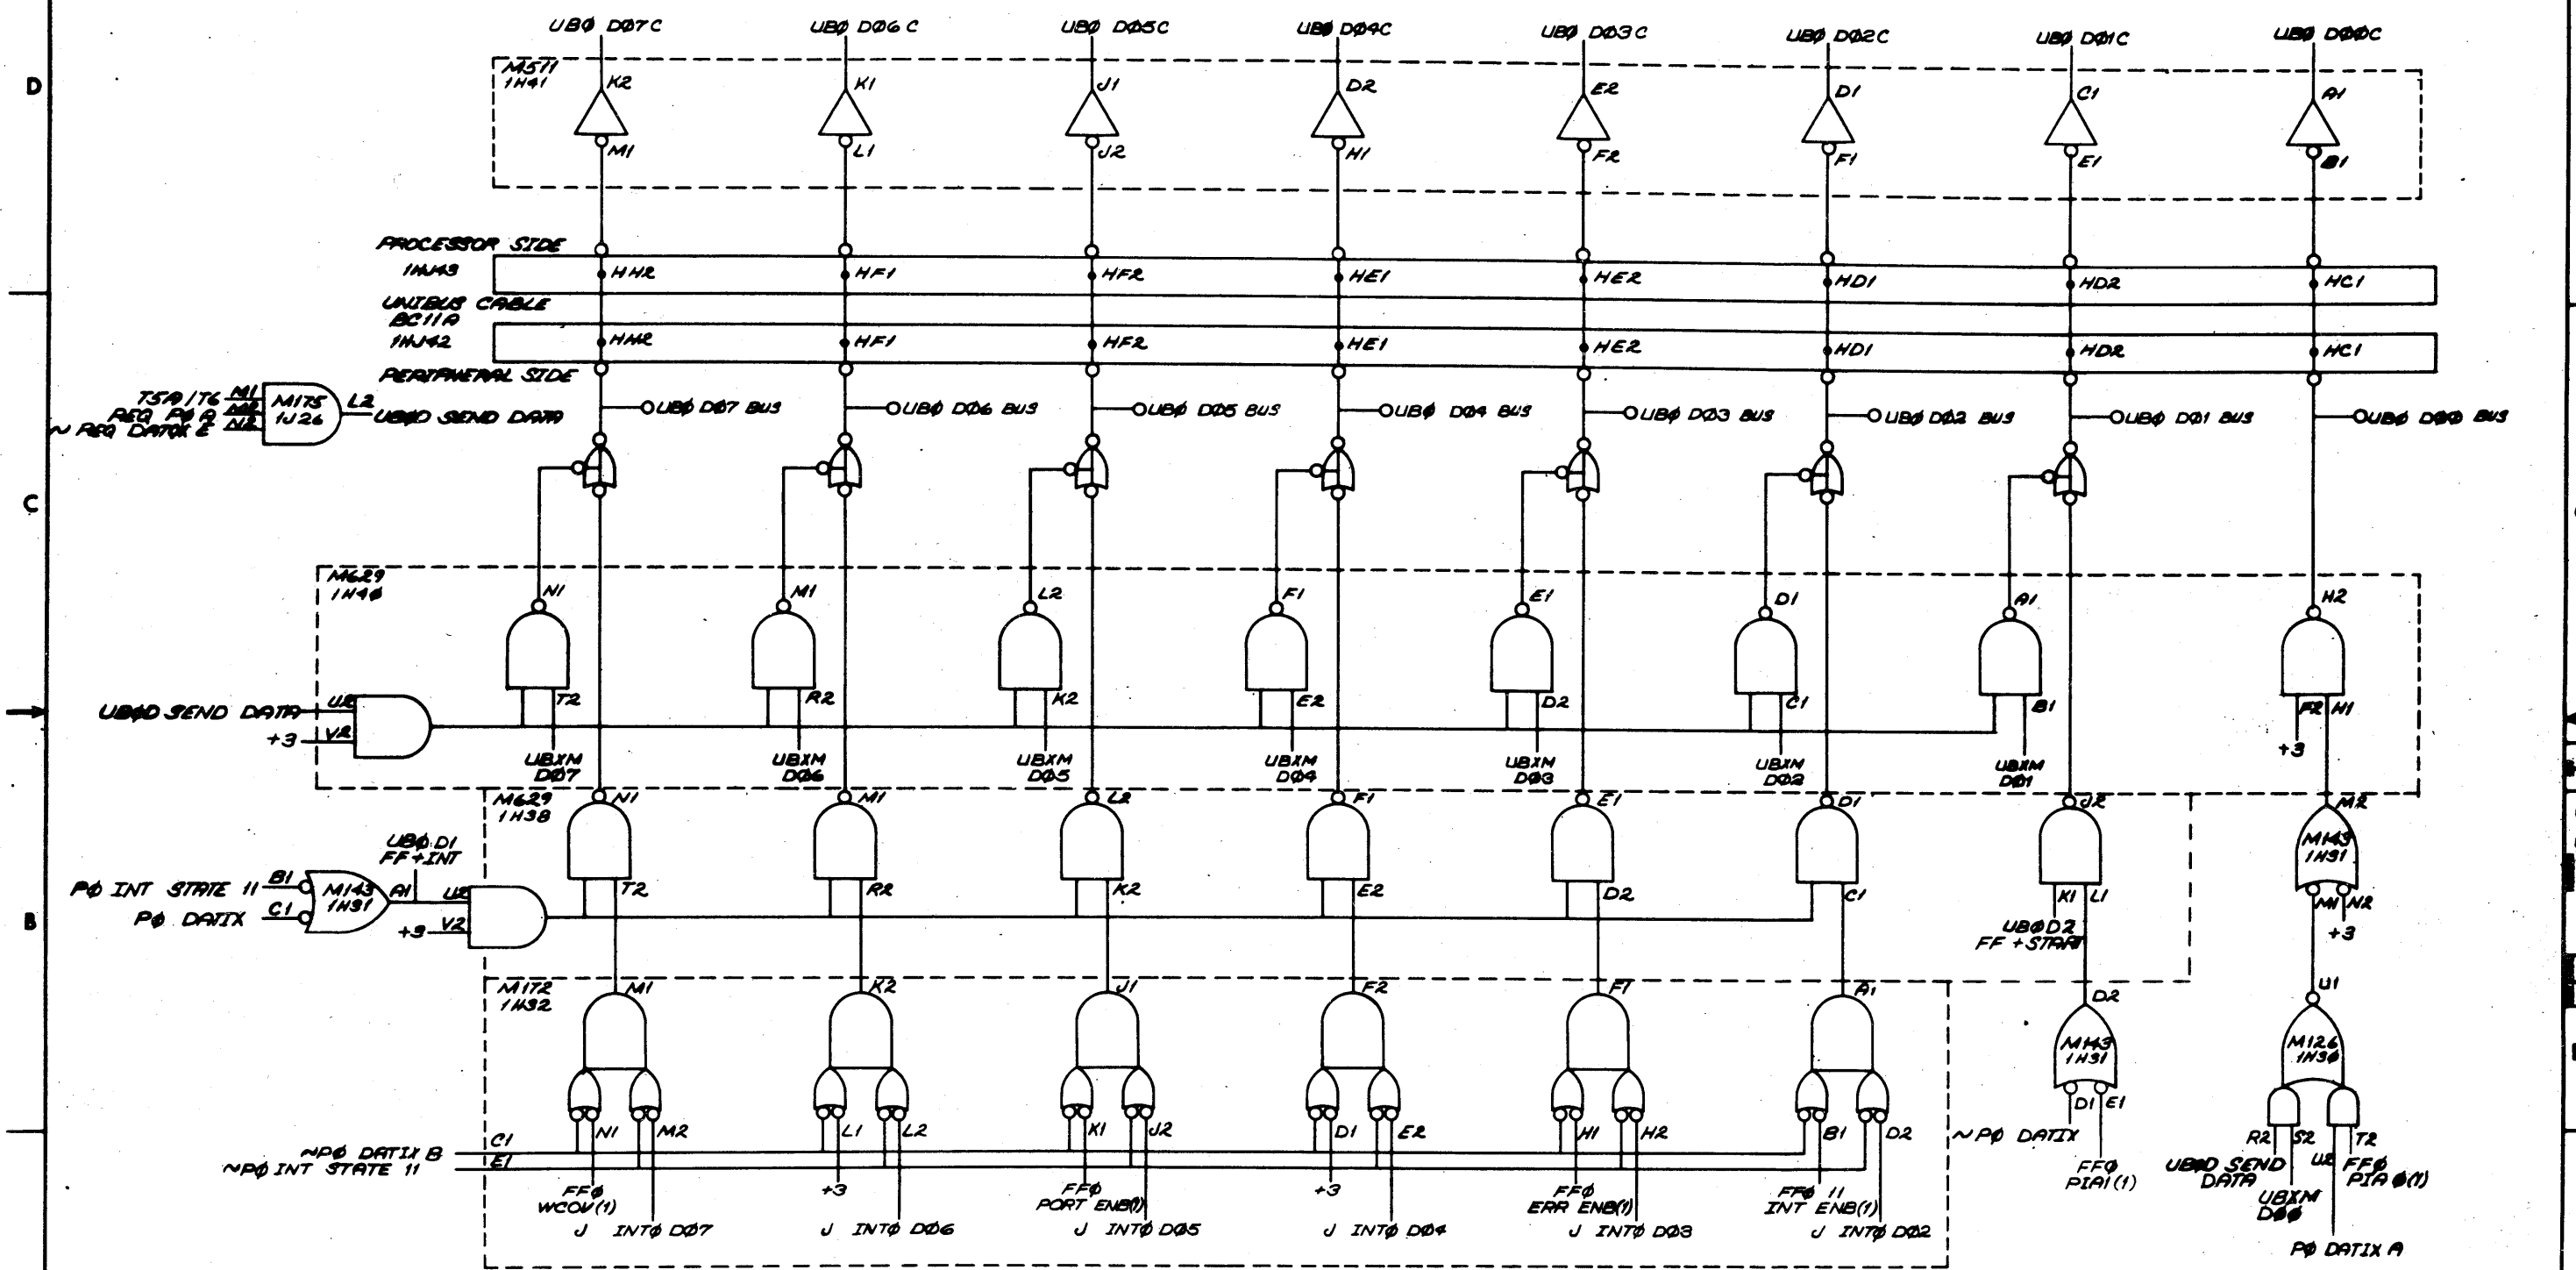 UBØ DØ7C UBØ DØ6C UBØ DØ5C UBØ DØ4C UBØ DØ3C UBØ DØ2C UBØ DØ1C UBØ DØØC
D
M511
1H41
K2 K1 J1 D2 E2 D1 C1 A1
M1 L1 J2 H1 F2 F1 E1 B1
PROCESSOR SIDE
1HJ43
HH2 HF1 HF2 HE1 HE2 HD1 HD2 HC1
UNIBUS CABLE
BC11A
1HJ42
HH2 HF1 HF2 HE1 HE2 HD1 HD2 HC1
PERIPHERAL SIDE
T5A/T6 M1
REQ PØ A
~ REQ DATOX E N2
M175
1J26
L2
UBØD SEND DATA
UBØ DØ7 BUS UBØ DØ6 BUS UBØ DØ5 BUS UBØ DØ4 BUS UBØ DØ3 BUS UBØ DØ2 BUS UBØ DØ1 BUS UBØ DØØ BUS
C
M629
1H4Ø
N1 M1 L2 F1 E1 D1 A1 H2
T2 R2 K2 E2 D2 C1 B1 F2 H1
UBØD SEND DATA U2
+3 V2
+3
UBXM UBXM UBXM UBXM UBXM UBXM UBXM
DØ7 DØ6 DØ5 DØ4 DØ3 DØ2 DØ1
M629
1H38
N1 M1 L2 F1 E1 D1 J2 M2
M143
1H31
UBØ D1
FF+INT
PØ INT STATE 11 B1
PØ DATIX C1
M143
1H31
A1 U2
+3 V2
T2 R2 K2 E2 D2 C1 K1 L1 M1 N2
UBØD2
FF+START
+3
B
M172
1H32
M1 K2 J1 F2 F1 A1 D2 U1
M143
1H31
M126
1H3Ø
N1 M2 L1 L2 K1 J2 D1 E2 H1 H2 B1 D2 D1 E1 R2 S2 U2 T2
~PØ DATIX B C1
~PØ INT STATE 11 E1
~PØ DATIX
FFØ
WCOV(1)
+3
FFØ
PORT ENB(1)
+3
FFØ
ERR ENB(1)
FFØ 11
INT ENB(1)
FFØ
PIA1(1)
UBØD SEND
DATA
UBXM
DØØ
FFØ
PIAØ(1)
J INTØ DØ7 J INTØ DØ6 J INTØ DØ5 J INTØ DØ4 J INTØ DØ3 J INTØ DØ2
PØ DATIX A